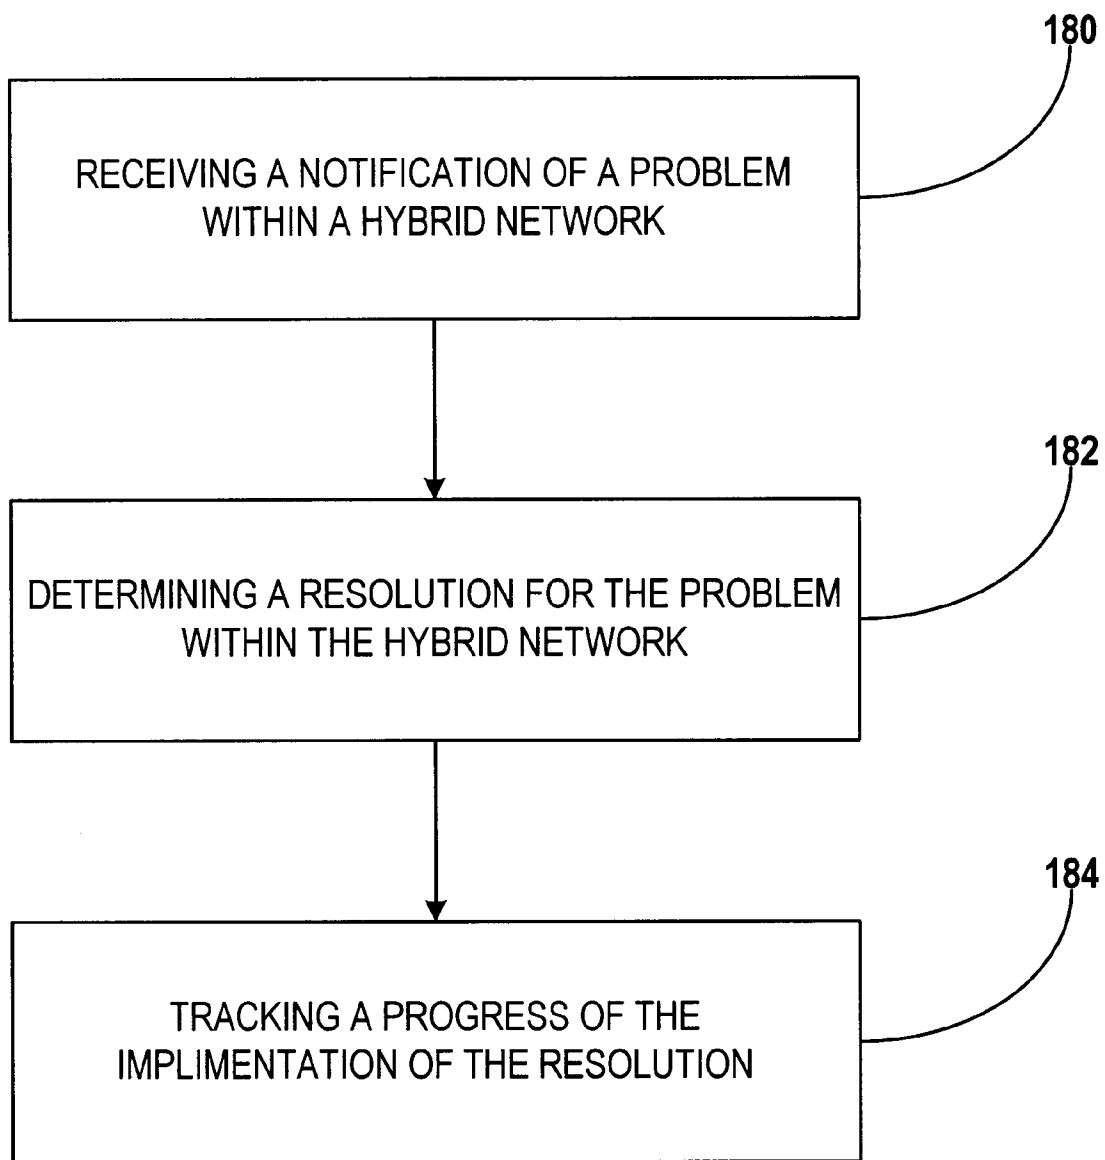 180
RECEIVING A NOTIFICATION OF A PROBLEM
WITHIN A HYBRID NETWORK
182
DETERMINING A RESOLUTION FOR THE PROBLEM
WITHIN THE HYBRID NETWORK
184
TRACKING A PROGRESS OF THE
IMPLIMENTATION OF THE RESOLUTION